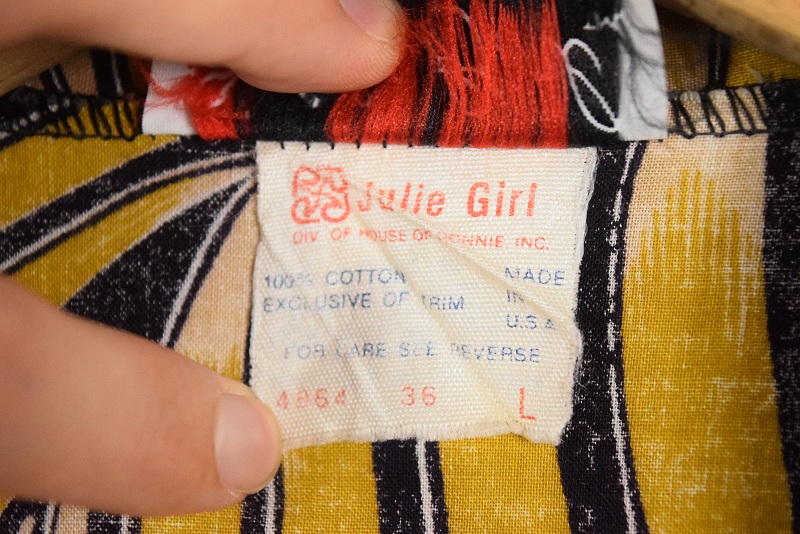 Julie Girl
DIV. OF HOUSE OF RONNIE, INC.
100% COTTON
EXCLUSIVE OF TRIM
MADE
IN
U.S.A
FOR CARE SEE REVERSE
4864 36 L